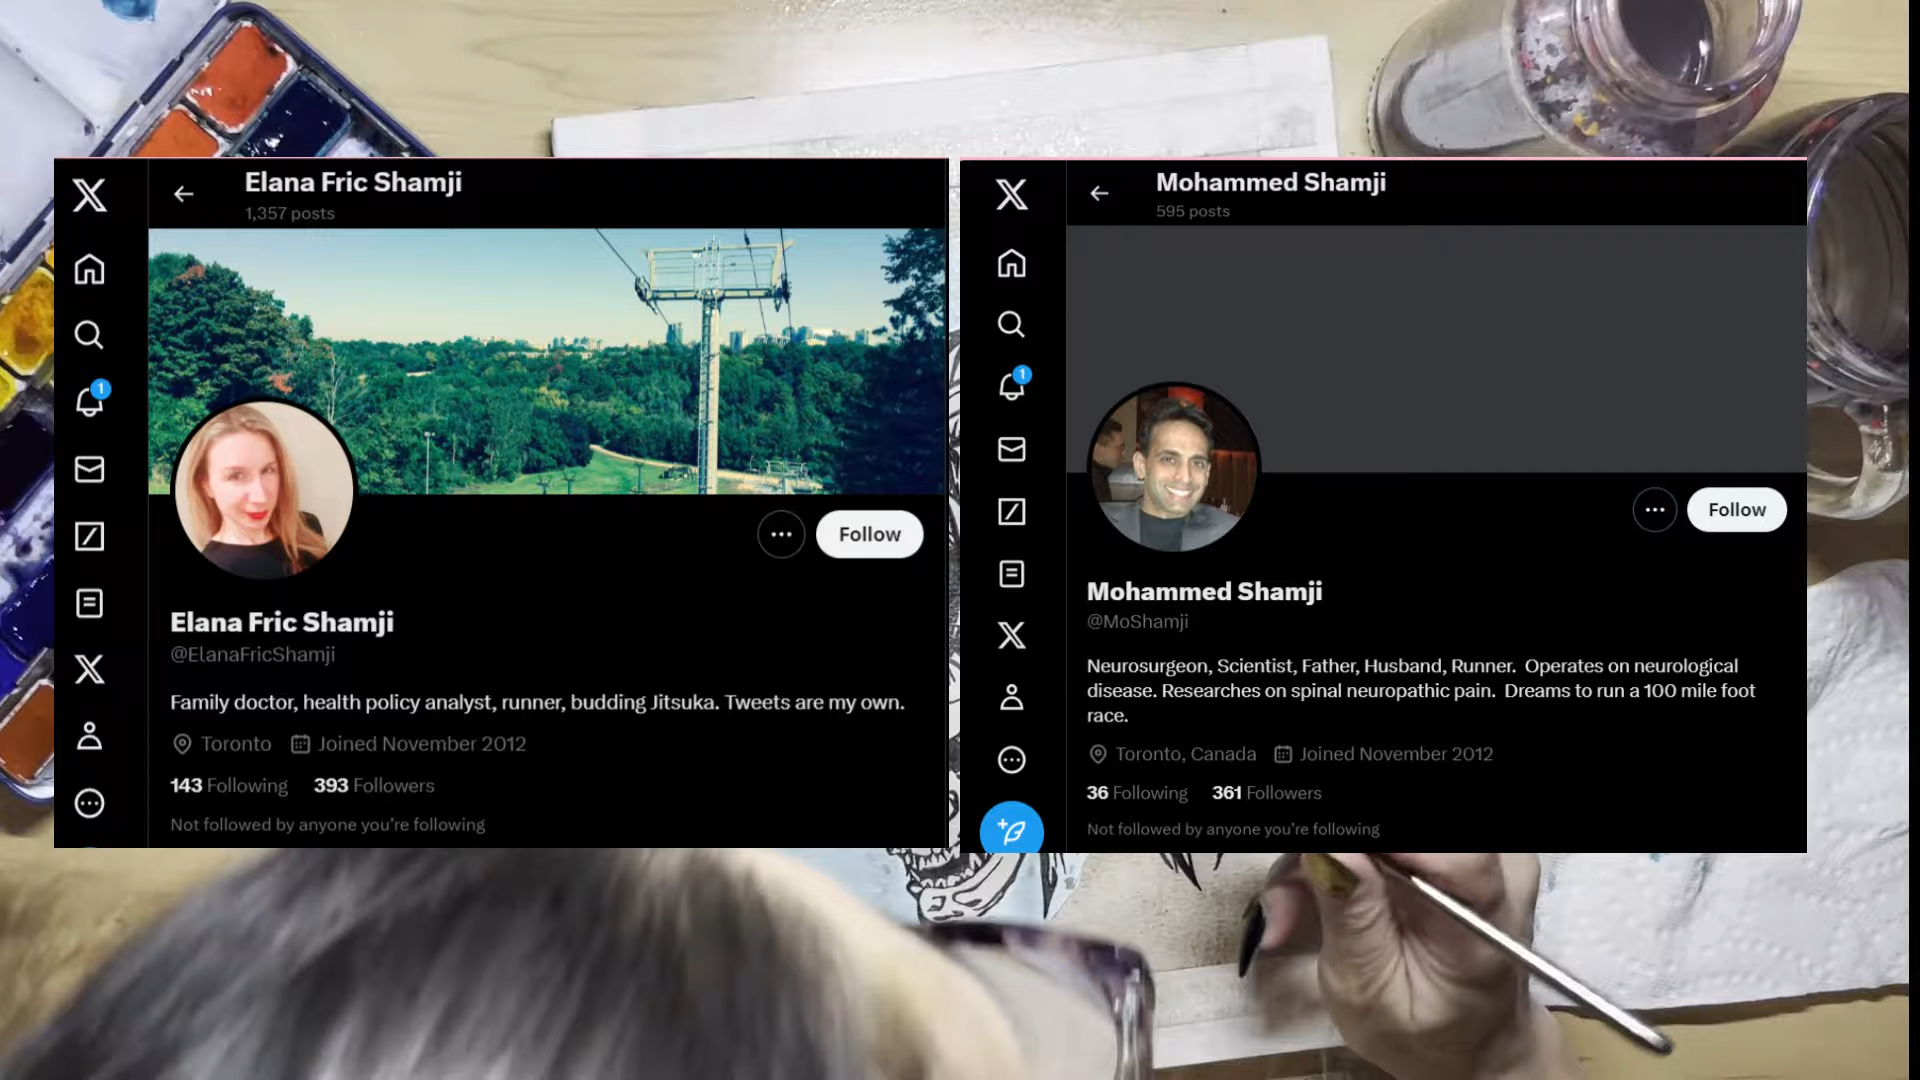 Elana Fric Shamji
1,357 posts
1
Follow
Elana Fric Shamji
@ElanaFricShamji
Family doctor, health policy analyst, runner, budding Jitsuka. Tweets are my own.
Toronto Joined November 2012
143 Following 393 Followers
Not followed by anyone you're following
Mohammed Shamji
595 posts
1
Follow
Mohammed Shamji
@MoShamji
Neurosurgeon, Scientist, Father, Husband, Runner. Operates on neurological
disease. Researches on spinal neuropathic pain. Dreams to run a 100 mile foot
race.
Toronto, Canada Joined November 2012
36 Following 361 Followers
Not followed by anyone you're following